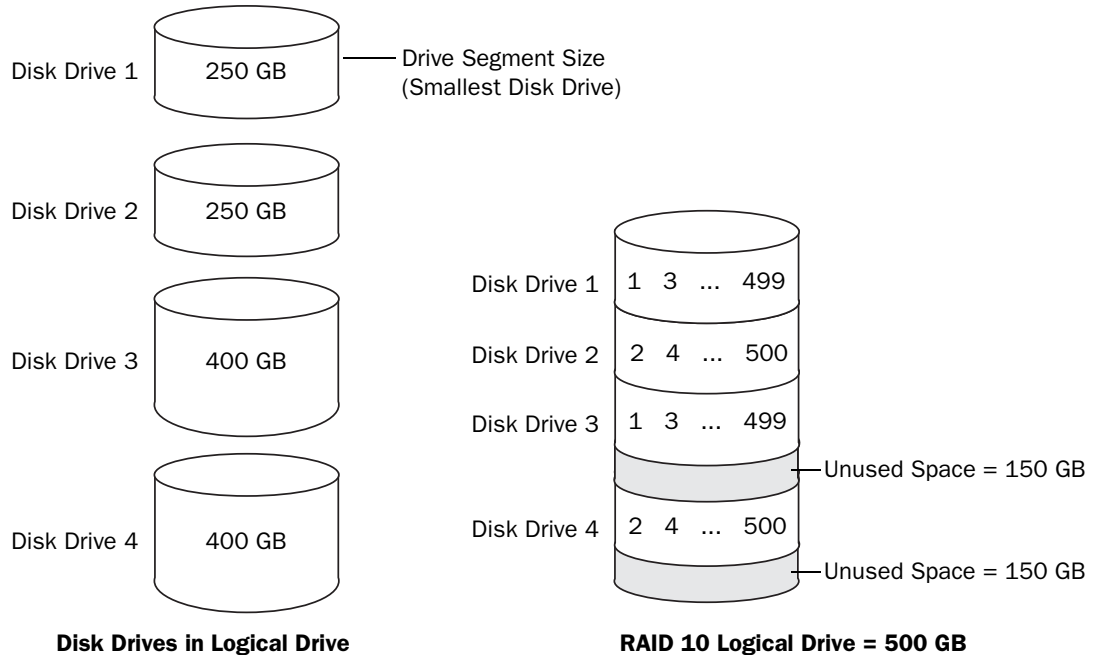 Disk Drive 1
250 GB
Drive Segment Size
(Smallest Disk Drive)
Disk Drive 2
250 GB
Disk Drive 3
400 GB
Disk Drive 4
400 GB
Disk Drives in Logical Drive
Disk Drive 1
1 3 ... 499
Disk Drive 2
2 4 ... 500
Disk Drive 3
1 3 ... 499
Unused Space = 150 GB
Disk Drive 4
2 4 ... 500
Unused Space = 150 GB
RAID 10 Logical Drive = 500 GB